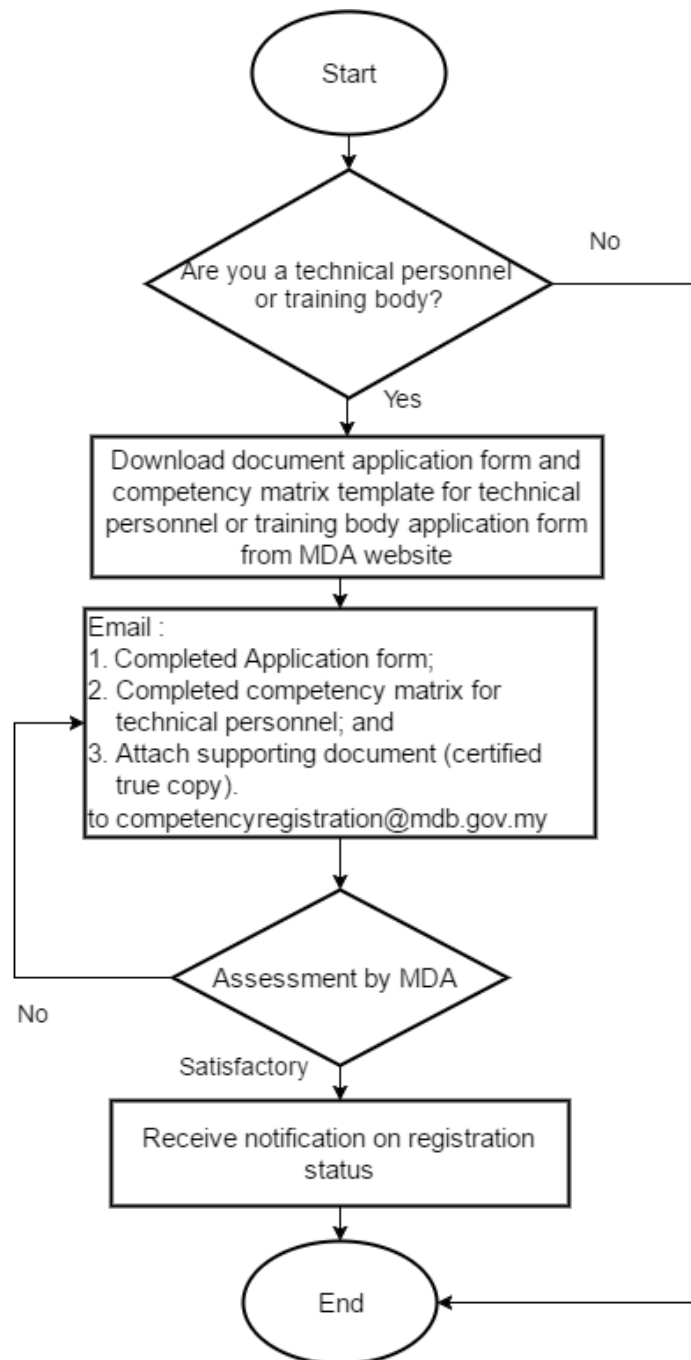 Start
Are you a technical personnel
or training body?
No
Yes
Download document application form and
competency matrix template for technical
personnel or training body application form
from MDA website
Email :
1. Completed Application form;
2. Completed competency matrix for
technical personnel; and
3. Attach supporting document (certified
true copy).
to competencyregistration@mdb.gov.my
Assessment by MDA
No
Satisfactory
Receive notification on registration
status
End